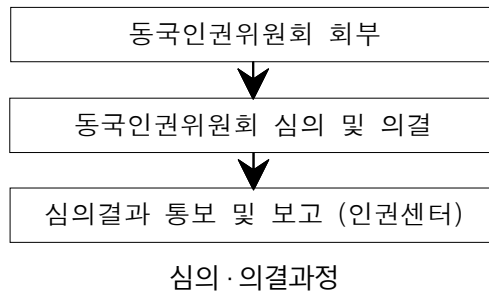 동국인권위원회 회부
동국인권위원회 심의 및 의결
심의결과 통보 및 보고 (인권센터)
심의 · 의결과정